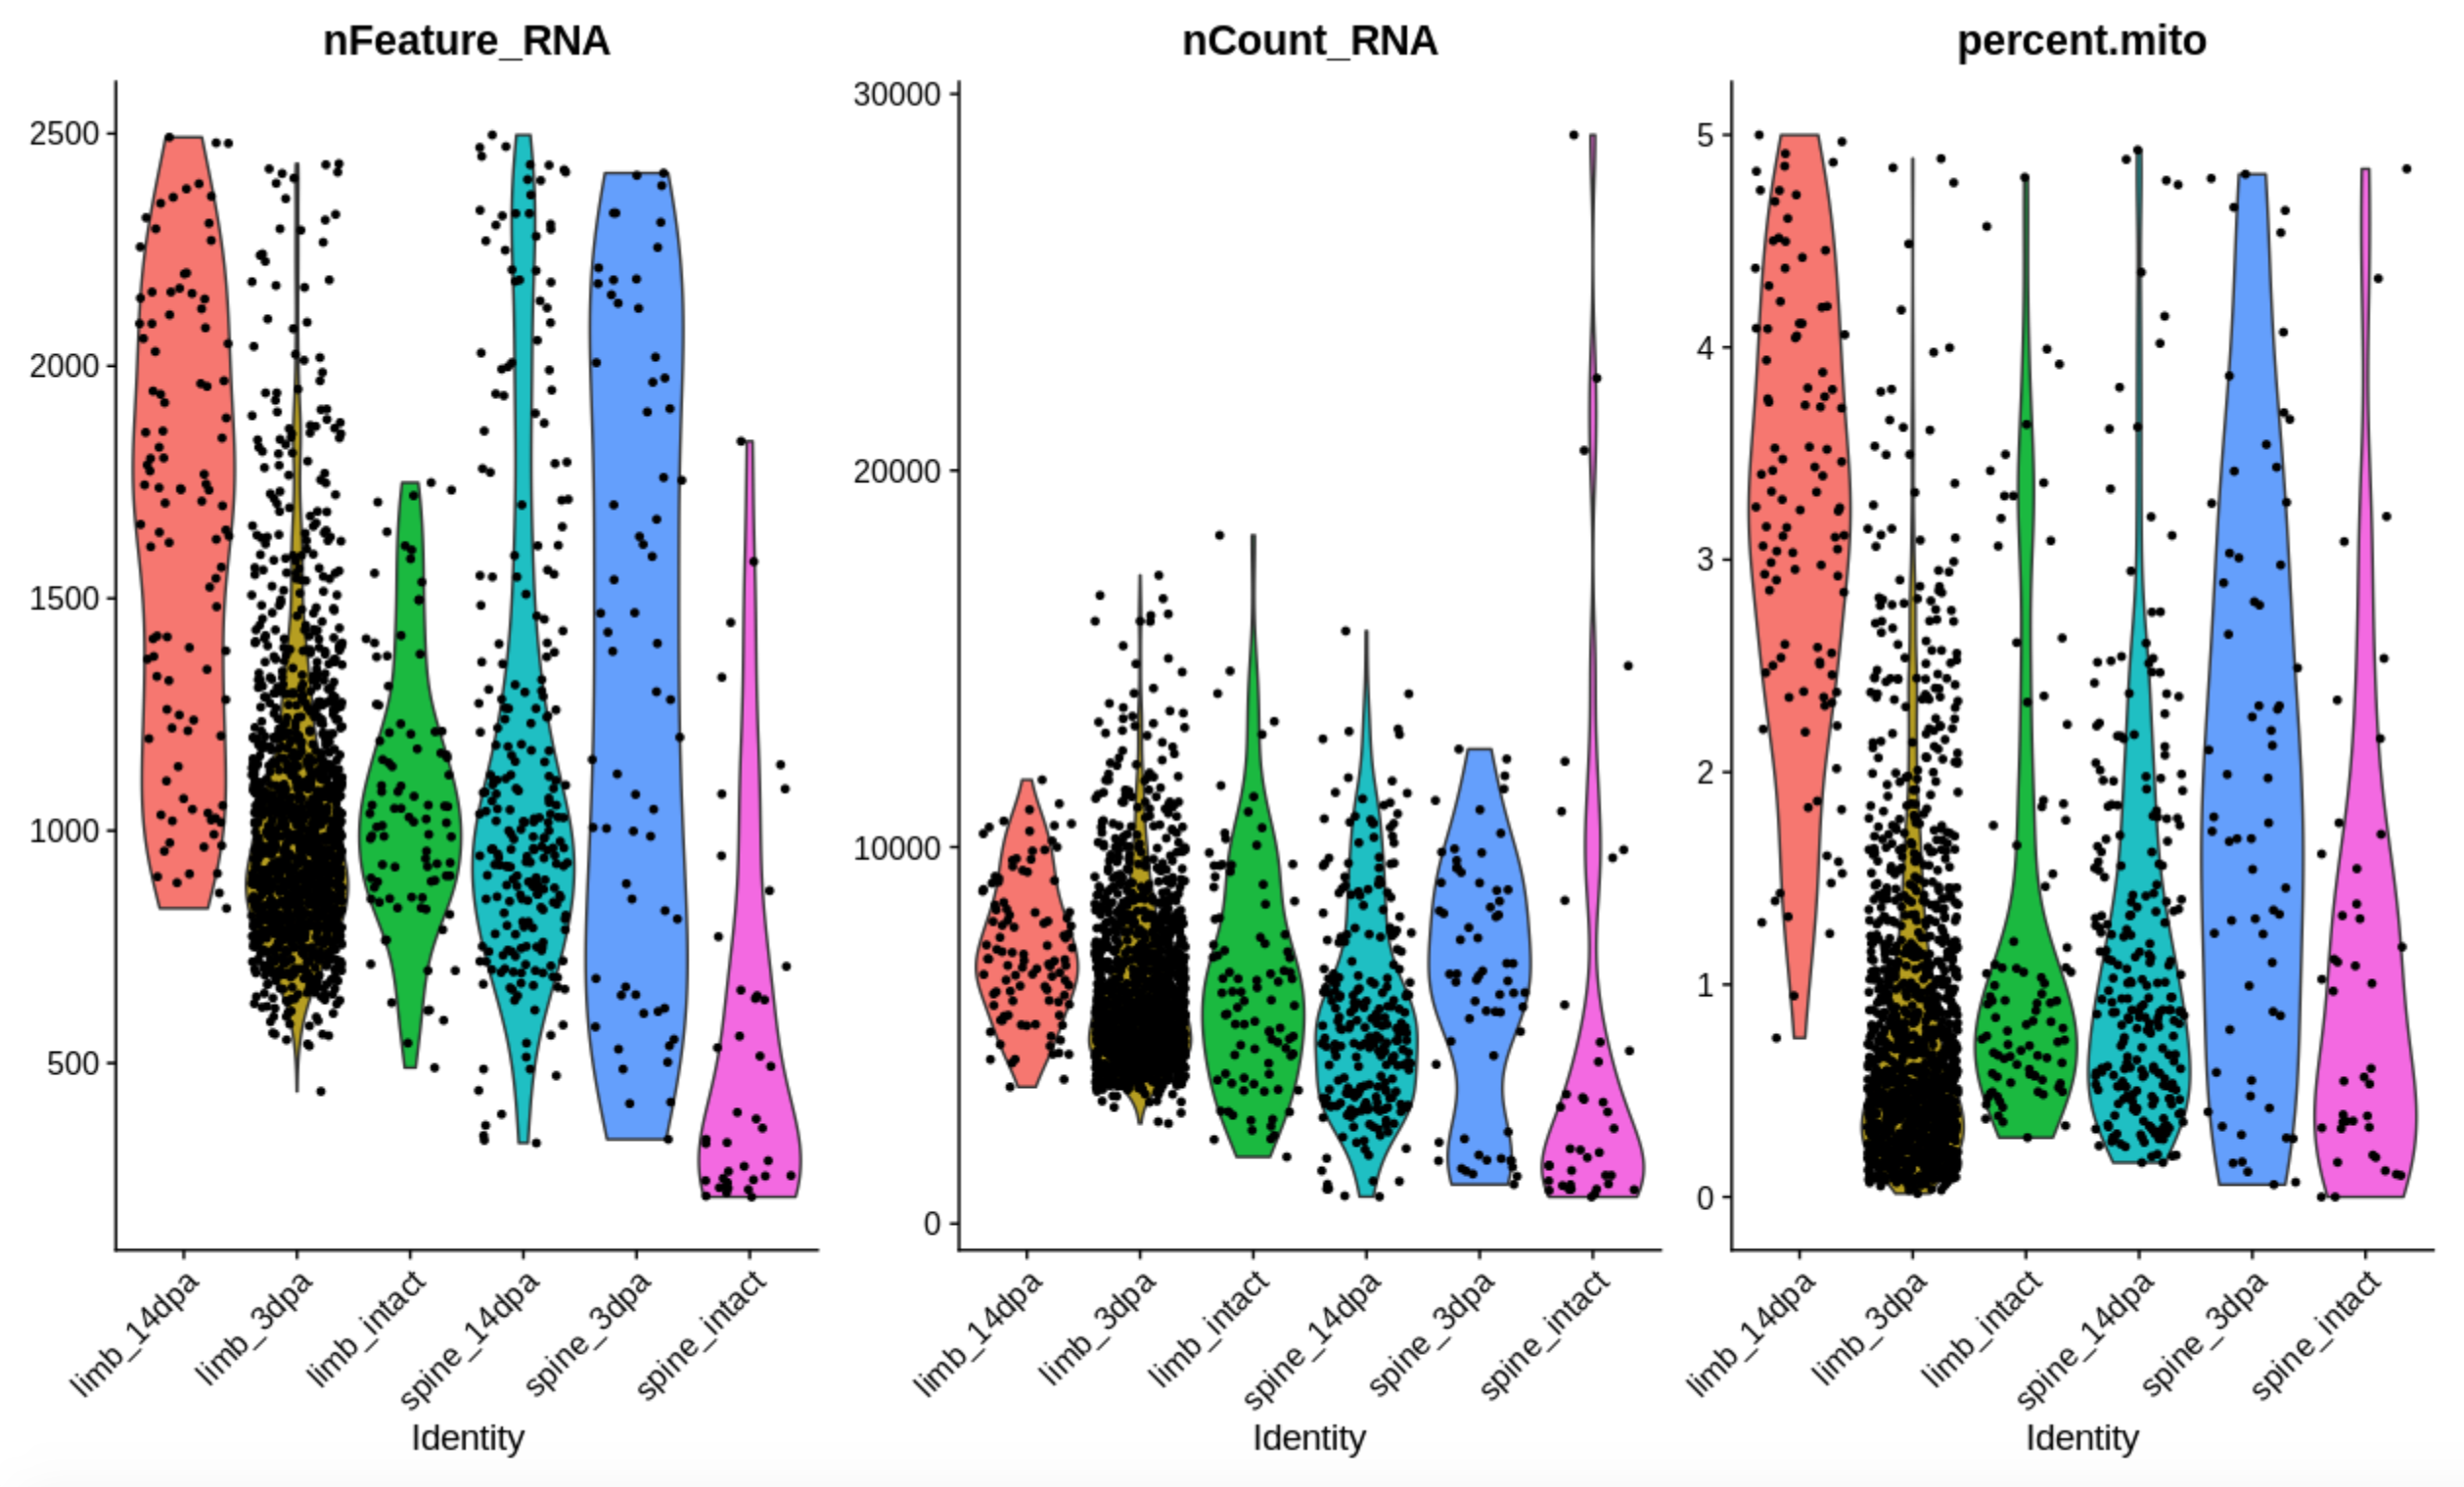 nFeature_RNA
2500
2000
1500
1000
500
limb_14dpa
limb_3dpa
limb_intact
spine_14dpa
spine_3dpa
spine_intact
Identity
nCount_RNA
30000
20000
10000
0
limb_14dpa
limb_3dpa
limb_intact
spine_14dpa
spine_3dpa
spine_intact
Identity
percent.mito
5
4
3
2
1
0
limb_14dpa
limb_3dpa
limb_intact
spine_14dpa
spine_3dpa
spine_intact
Identity